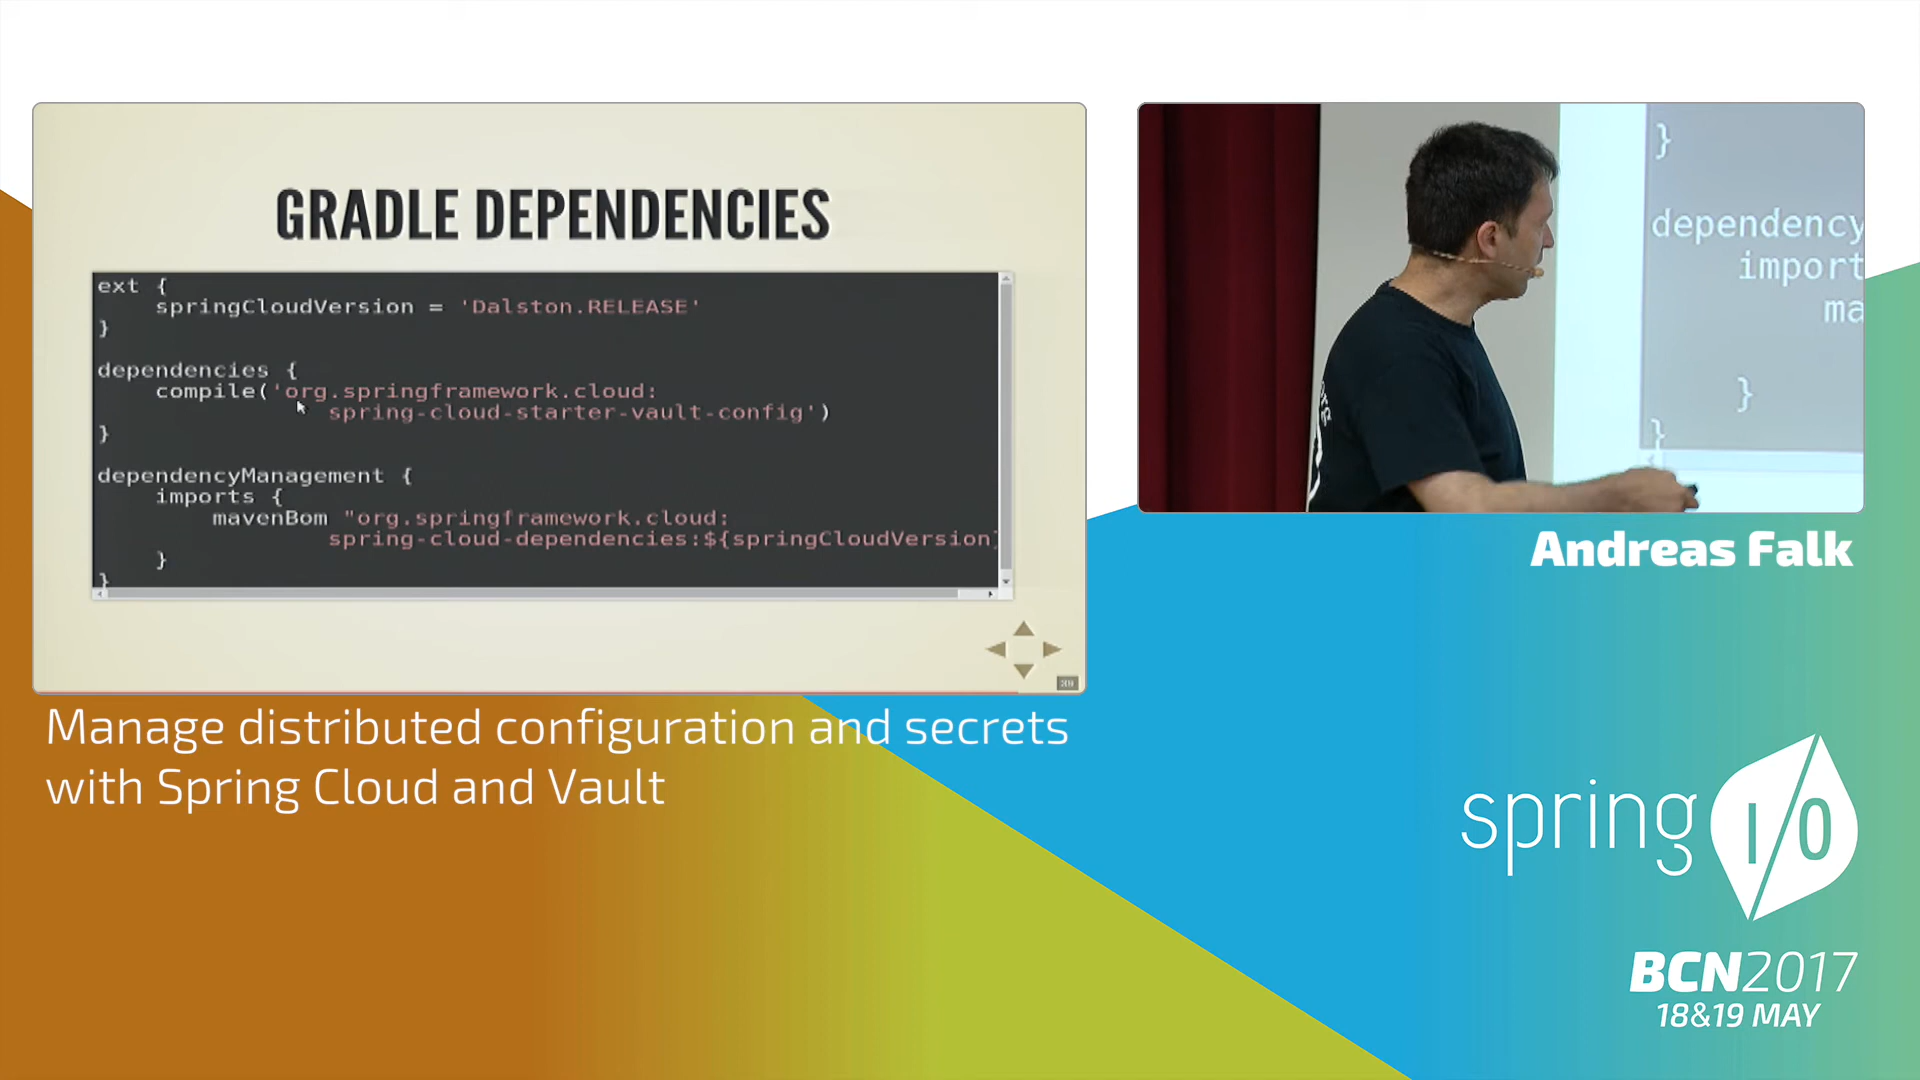 GRADLE DEPENDENCIES
ext {
springCloudVersion = 'Dalston.RELEASE'
}
dependencies {
compile('org.springframework.cloud:
spring-cloud-starter-vault-config')
}
dependencyManagement {
imports {
mavenBom "org.springframework.cloud:
spring-cloud-dependencies:${springCloudVersion}
}
}
}
dependency
import
ma
}
}
Andreas Falk
Manage distributed configuration and secrets
with Spring Cloud and Vault
spring I/O
BCN2017
18&19 MAY